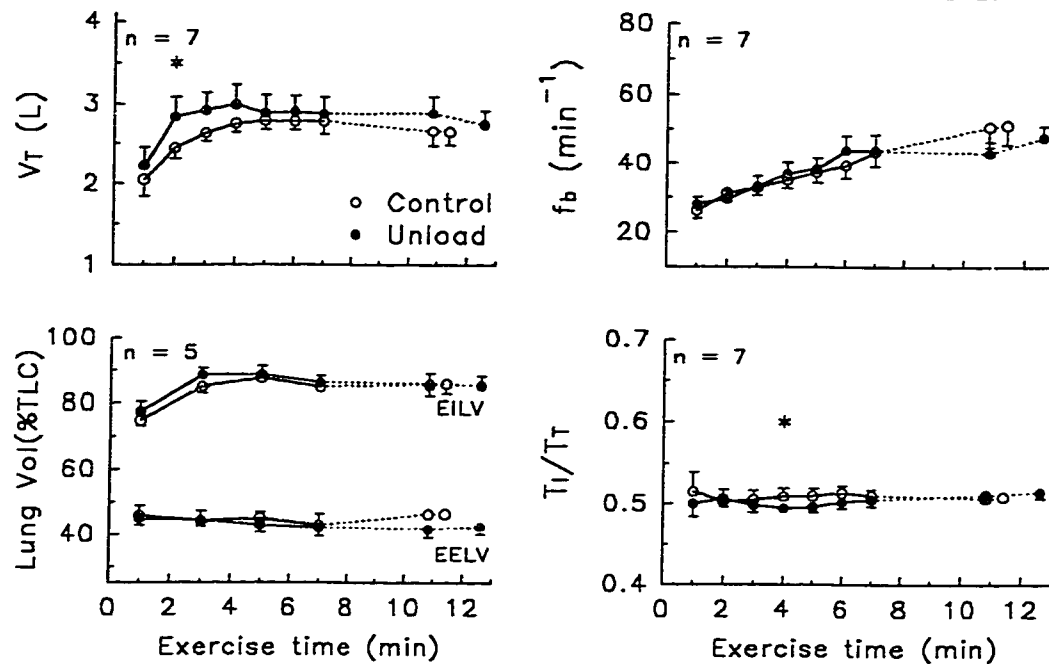 4
3
2
1
V_T (L)
n = 7
*
○ Control
● Unload
80
60
40
20
f_b (min⁻¹)
n = 7
100
80
60
40
Lung Vol(%TLC)
n = 5
EILV
EELV
0 2 4 6 8 10 12
Exercise time (min)
0.7
0.6
0.5
0.4
T_I/T_T
n = 7
*
0 2 4 6 8 10 12
Exercise time (min)